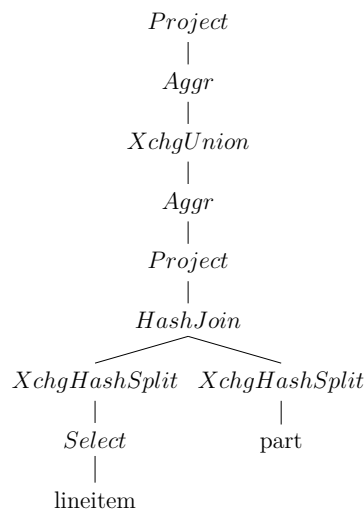 Project
Aggr
XchgUnion
Aggr
Project
HashJoin
XchgHashSplit XchgHashSplit
Select part
lineitem